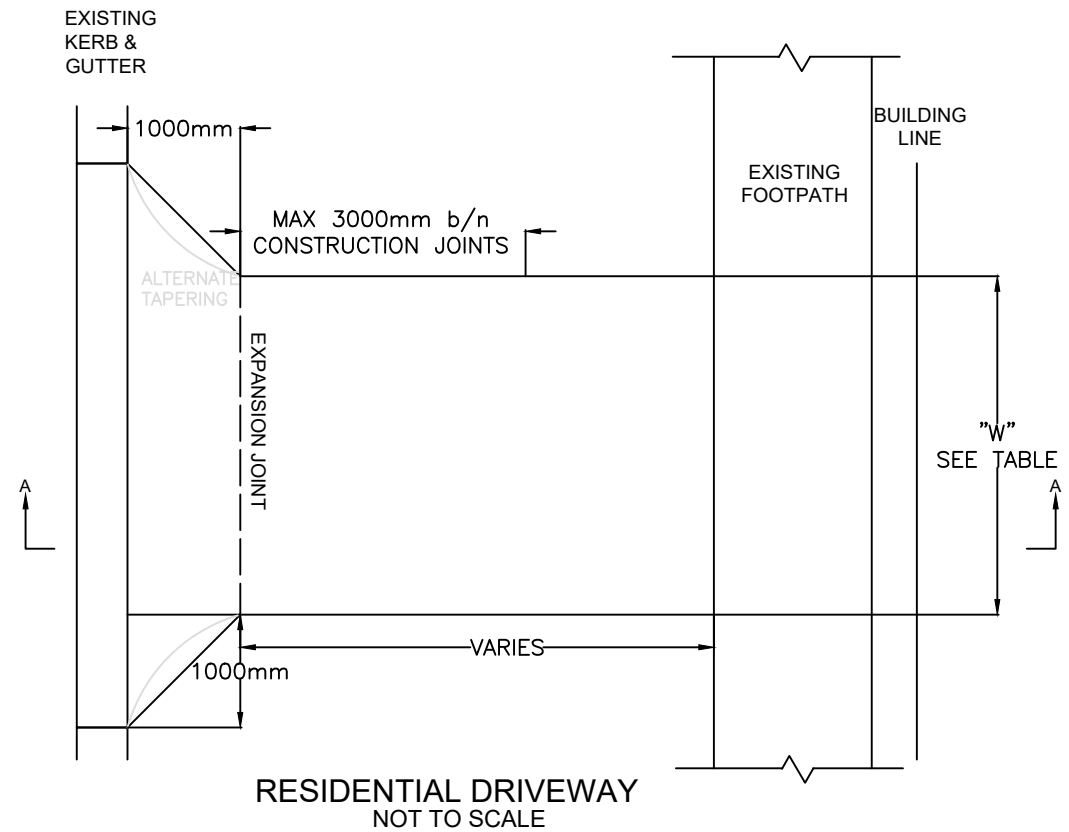 EXISTING
KERB &
GUTTER
1000mm
BUILDING
LINE
EXISTING
FOOTPATH
MAX 3000mm b/n
CONSTRUCTION JOINTS
ALTERNATE
TAPERING
EXPANSION JOINT
"W"
SEE TABLE
A
A
VARIES
1000mm
RESIDENTIAL DRIVEWAY
NOT TO SCALE